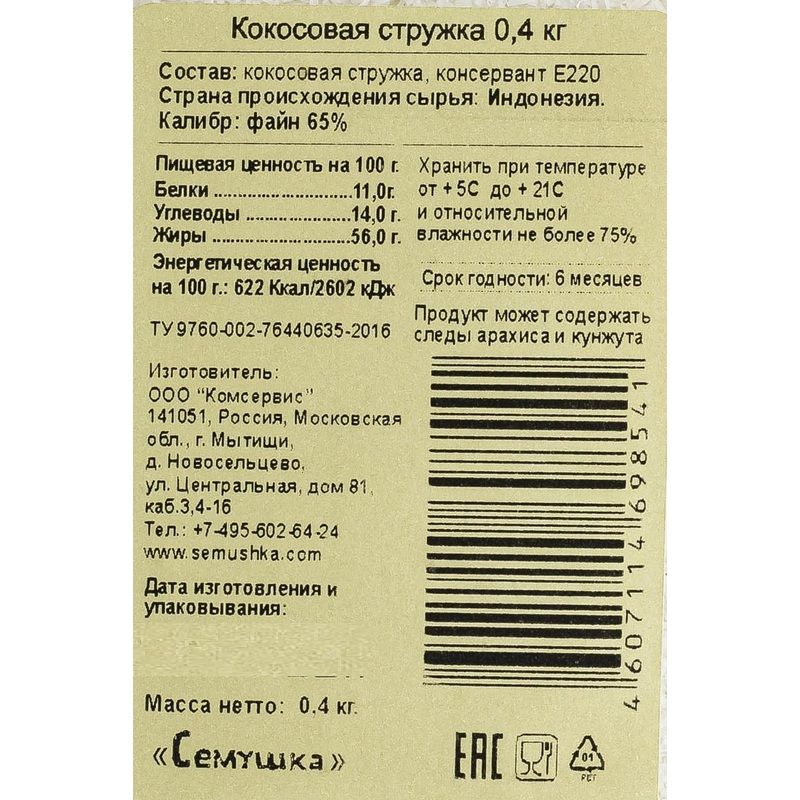 Кокосовая стружка 0,4 кг
Состав: кокосовая стружка, консервант Е220
Страна происхождения сырья: Индонезия.
Калибр: файн 65%
Пищевая ценность на 100 г.
Белки ..........................11,0г.
Углеводы ....................14,0 г.
Жиры ..........................56,0 г.
Энергетическая ценность
на 100 г.: 622 Ккал/2602 кДж
ТУ 9760-002-76440635-2016
Изготовитель:
ООО "Комсервис"
141051, Россия, Московская
обл., г. Мытищи,
д. Новосельцево,
ул. Центральная, дом 81,
каб.3,4-16
Тел.: +7-495-602-64-24
www.semushka.com
Дата изготовления и
упаковывания:
Масса нетто: 0,4 кг.
«Семушка»
Хранить при температуре
от + 5С до + 21С
и относительной
влажности не более 75%
Срок годности: 6 месяцев
Продукт может содержать
следы арахиса и кунжута
4 607114 698541
ЕАС
01
PET